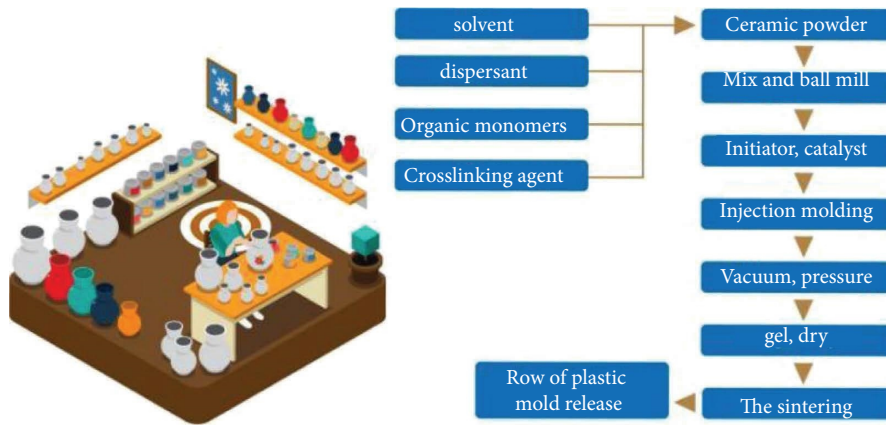 solvent
dispersant
Organic monomers
Crosslinking agent
Ceramic powder
Mix and ball mill
Initiator, catalyst
Injection molding
Vacuum, pressure
gel, dry
The sintering
Row of plastic
mold release